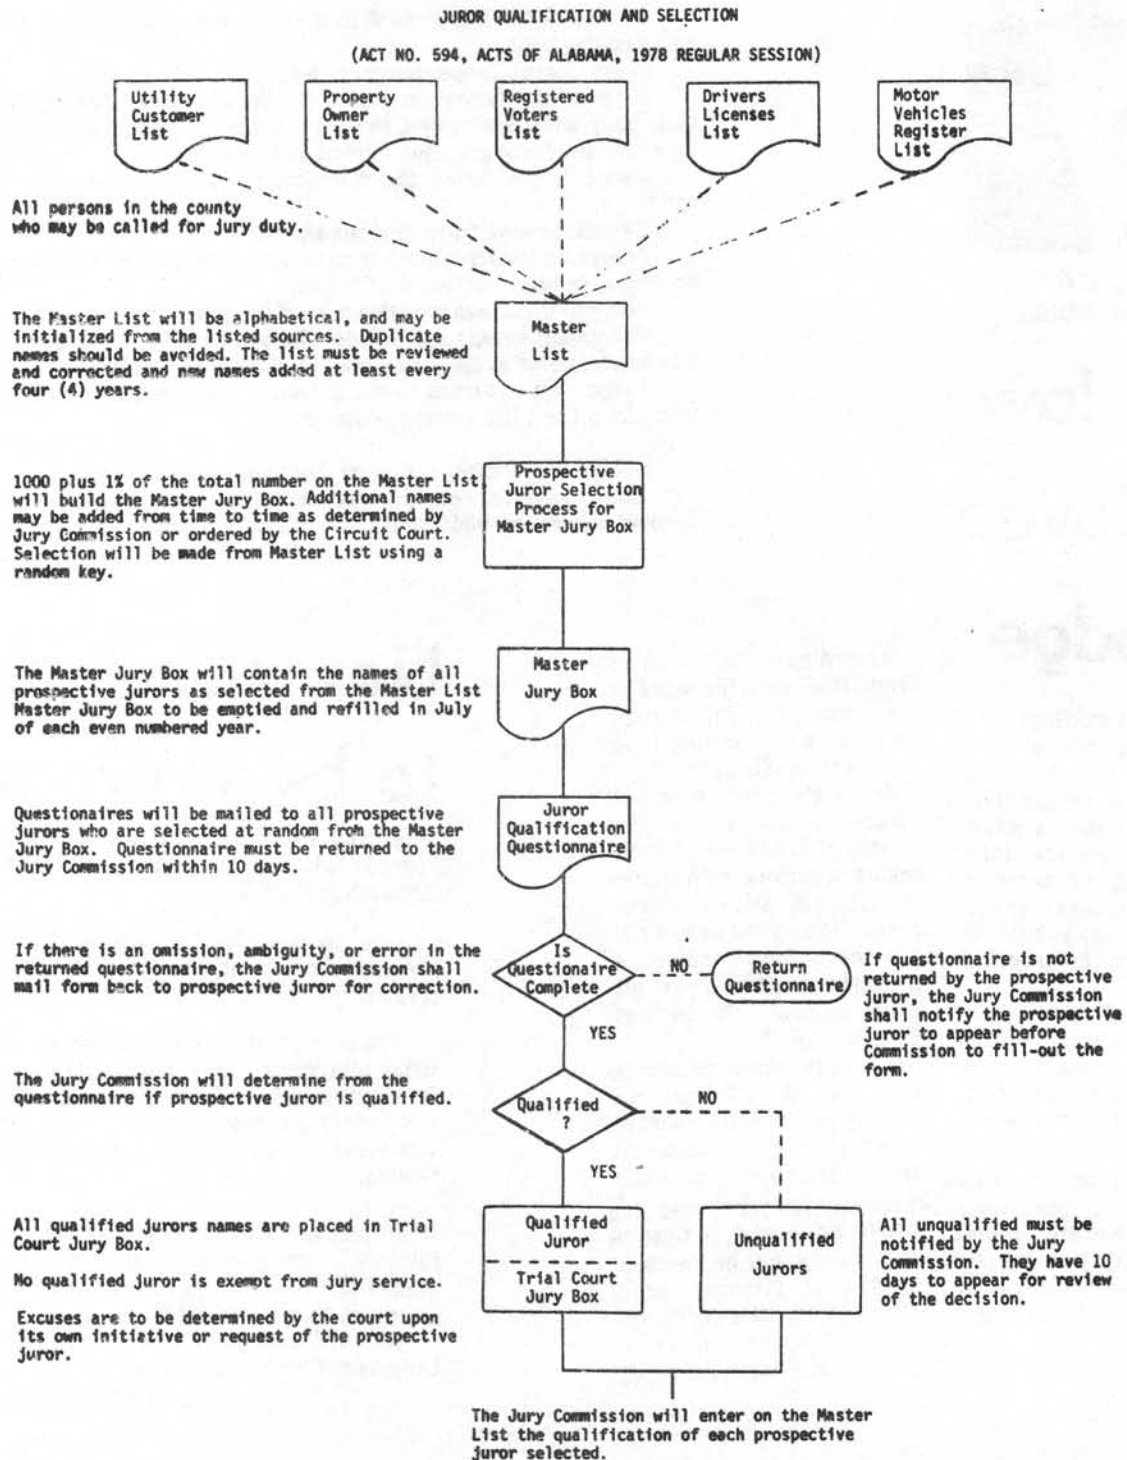 JUROR QUALIFICATION AND SELECTION
(ACT NO. 594, ACTS OF ALABAMA, 1978 REGULAR SESSION)
Utility
Customer
List
Property
Owner
List
Registered
Voters
List
Drivers
Licenses
List
Motor
Vehicles
Register
List
All persons in the county
who may be called for jury duty.
The Master List will be alphabetical, and may be
initialized from the listed sources. Duplicate
names should be avoided. The list must be reviewed
and corrected and new names added at least every
four (4) years.
Master
List
1000 plus 1% of the total number on the Master List
will build the Master Jury Box. Additional names
may be added from time to time as determined by
Jury Commission or ordered by the Circuit Court.
Selection will be made from Master List using a
random key.
Prospective
Juror Selection
Process for
Master Jury Box
The Master Jury Box will contain the names of all
prospective jurors as selected from the Master List
Master Jury Box to be emptied and refilled in July
of each even numbered year.
Master
Jury Box
Questionaires will be mailed to all prospective
jurors who are selected at random from the Master
Jury Box. Questionnaire must be returned to the
Jury Commission within 10 days.
Juror
Qualification
Questionnaire
If there is an omission, ambiguity, or error in the
returned questionnaire, the Jury Commission shall
mail form back to prospective juror for correction.
Is
Questionaire
Complete
NO
Return
Questionnaire
If questionnaire is not
returned by the prospective
juror, the Jury Commission
shall notify the prospective
juror to appear before
Commission to fill-out the
form.
YES
The Jury Commission will determine from the
questionnaire if prospective juror is qualified.
Qualified
?
NO
YES
All qualified jurors names are placed in Trial
Court Jury Box.
No qualified juror is exempt from jury service.
Excuses are to be determined by the court upon
its own initiative or request of the prospective
juror.
Qualified
Juror
Trial Court
Jury Box
Unqualified
Jurors
All unqualified must be
notified by the Jury
Commission. They have 10
days to appear for review
of the decision.
The Jury Commission will enter on the Master
List the qualification of each prospective
juror selected.